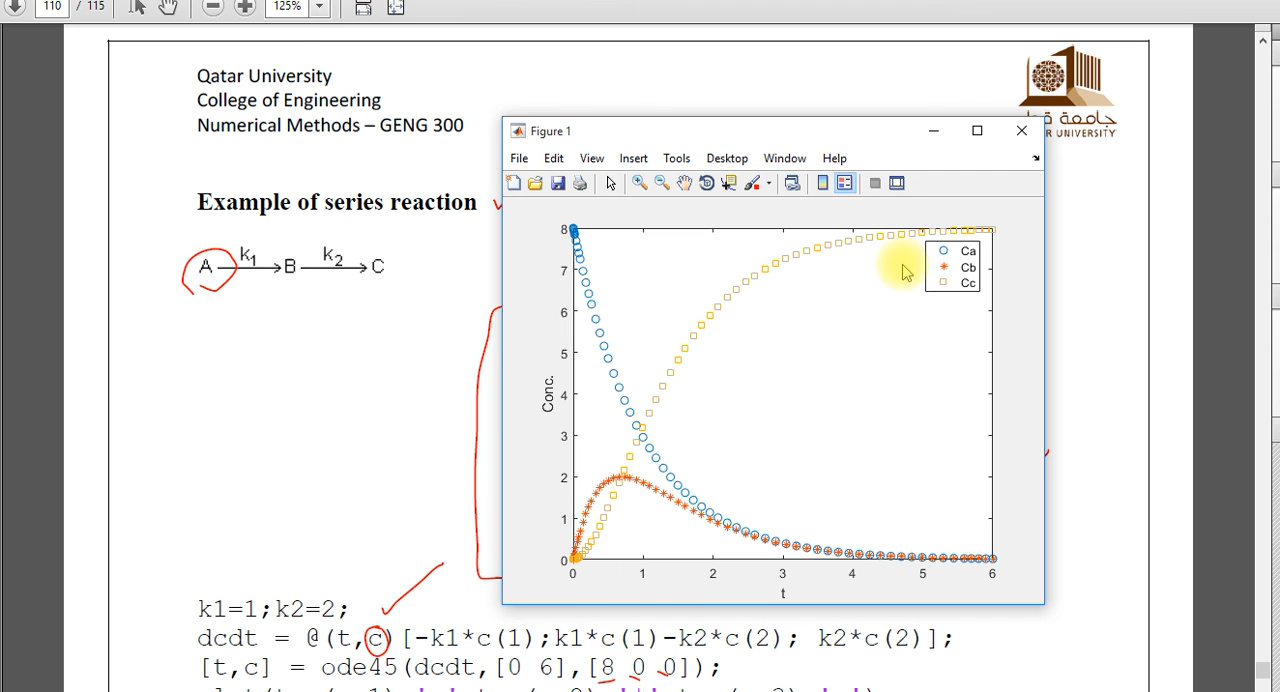 110 / 115
125%
Qatar University
College of Engineering
Numerical Methods – GENG 300
جامعة قطر
R UNIVERSITY
Example of series reaction
A k1 B k2 C
Figure 1
File Edit View Insert Tools Desktop Window Help
8
7
6
5
4
3
2
1
0
Conc.
Ca
Cb
Cc
0 1 2 3 4 5 6
t
k1=1;k2=2;
dcdt = @(t,c)[-k1*c(1);k1*c(1)-k2*c(2); k2*c(2)];
[t,c] = ode45(dcdt,[0 6],[8 0 0]);